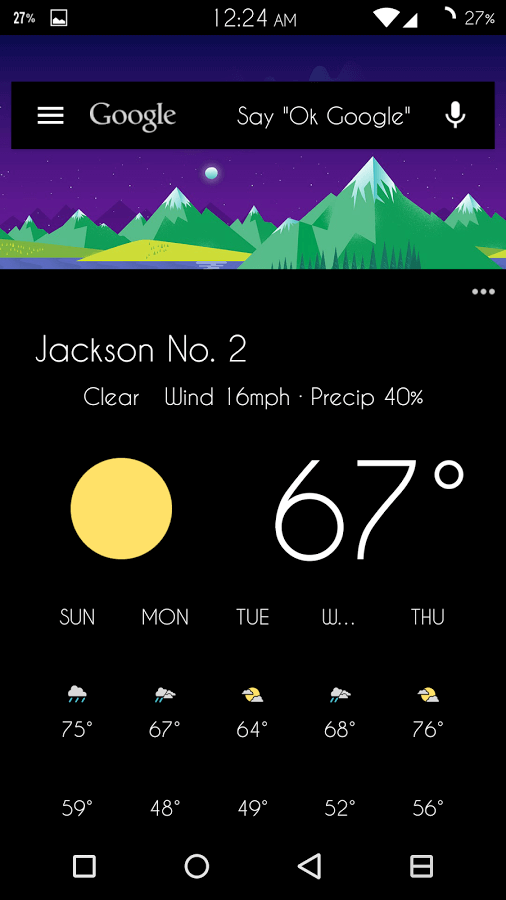 27% 12:24 AM 27%
Google Say "Ok Google"
Jackson No. 2
Clear Wind 16mph · Precip 40%
67°
SUN MON TUE W... THU
75° 67° 64° 68° 76°
59° 48° 49° 52° 56°